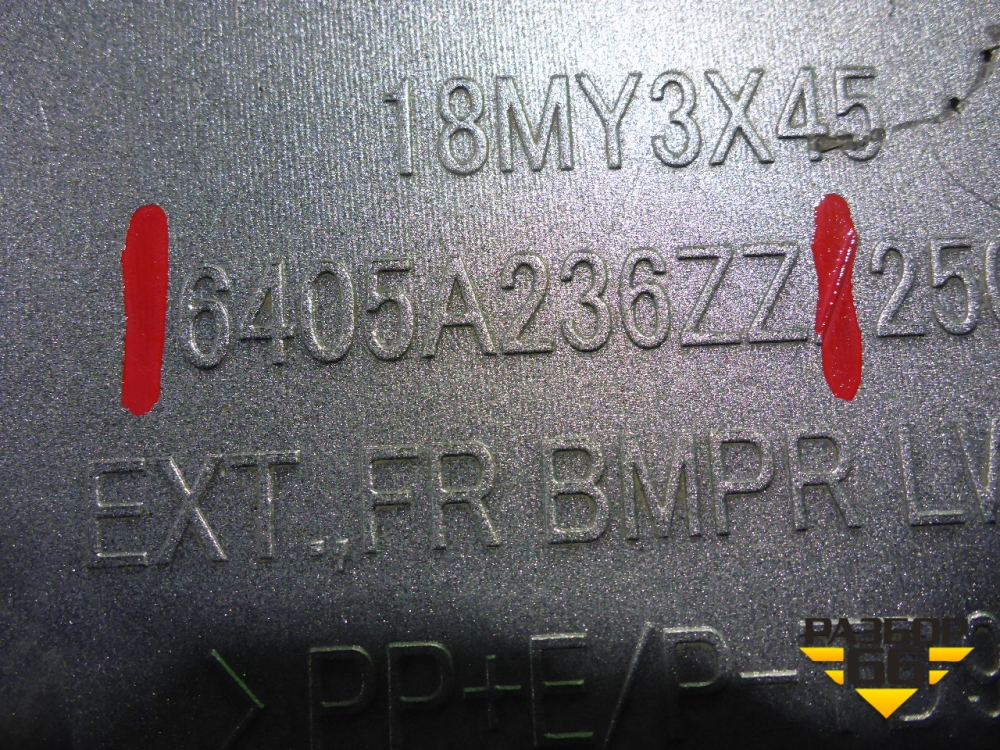 18MY3X45
6405A236ZZ 25
EXT.,FR BMPR
>PP+E/P-
РАЗБОР
66